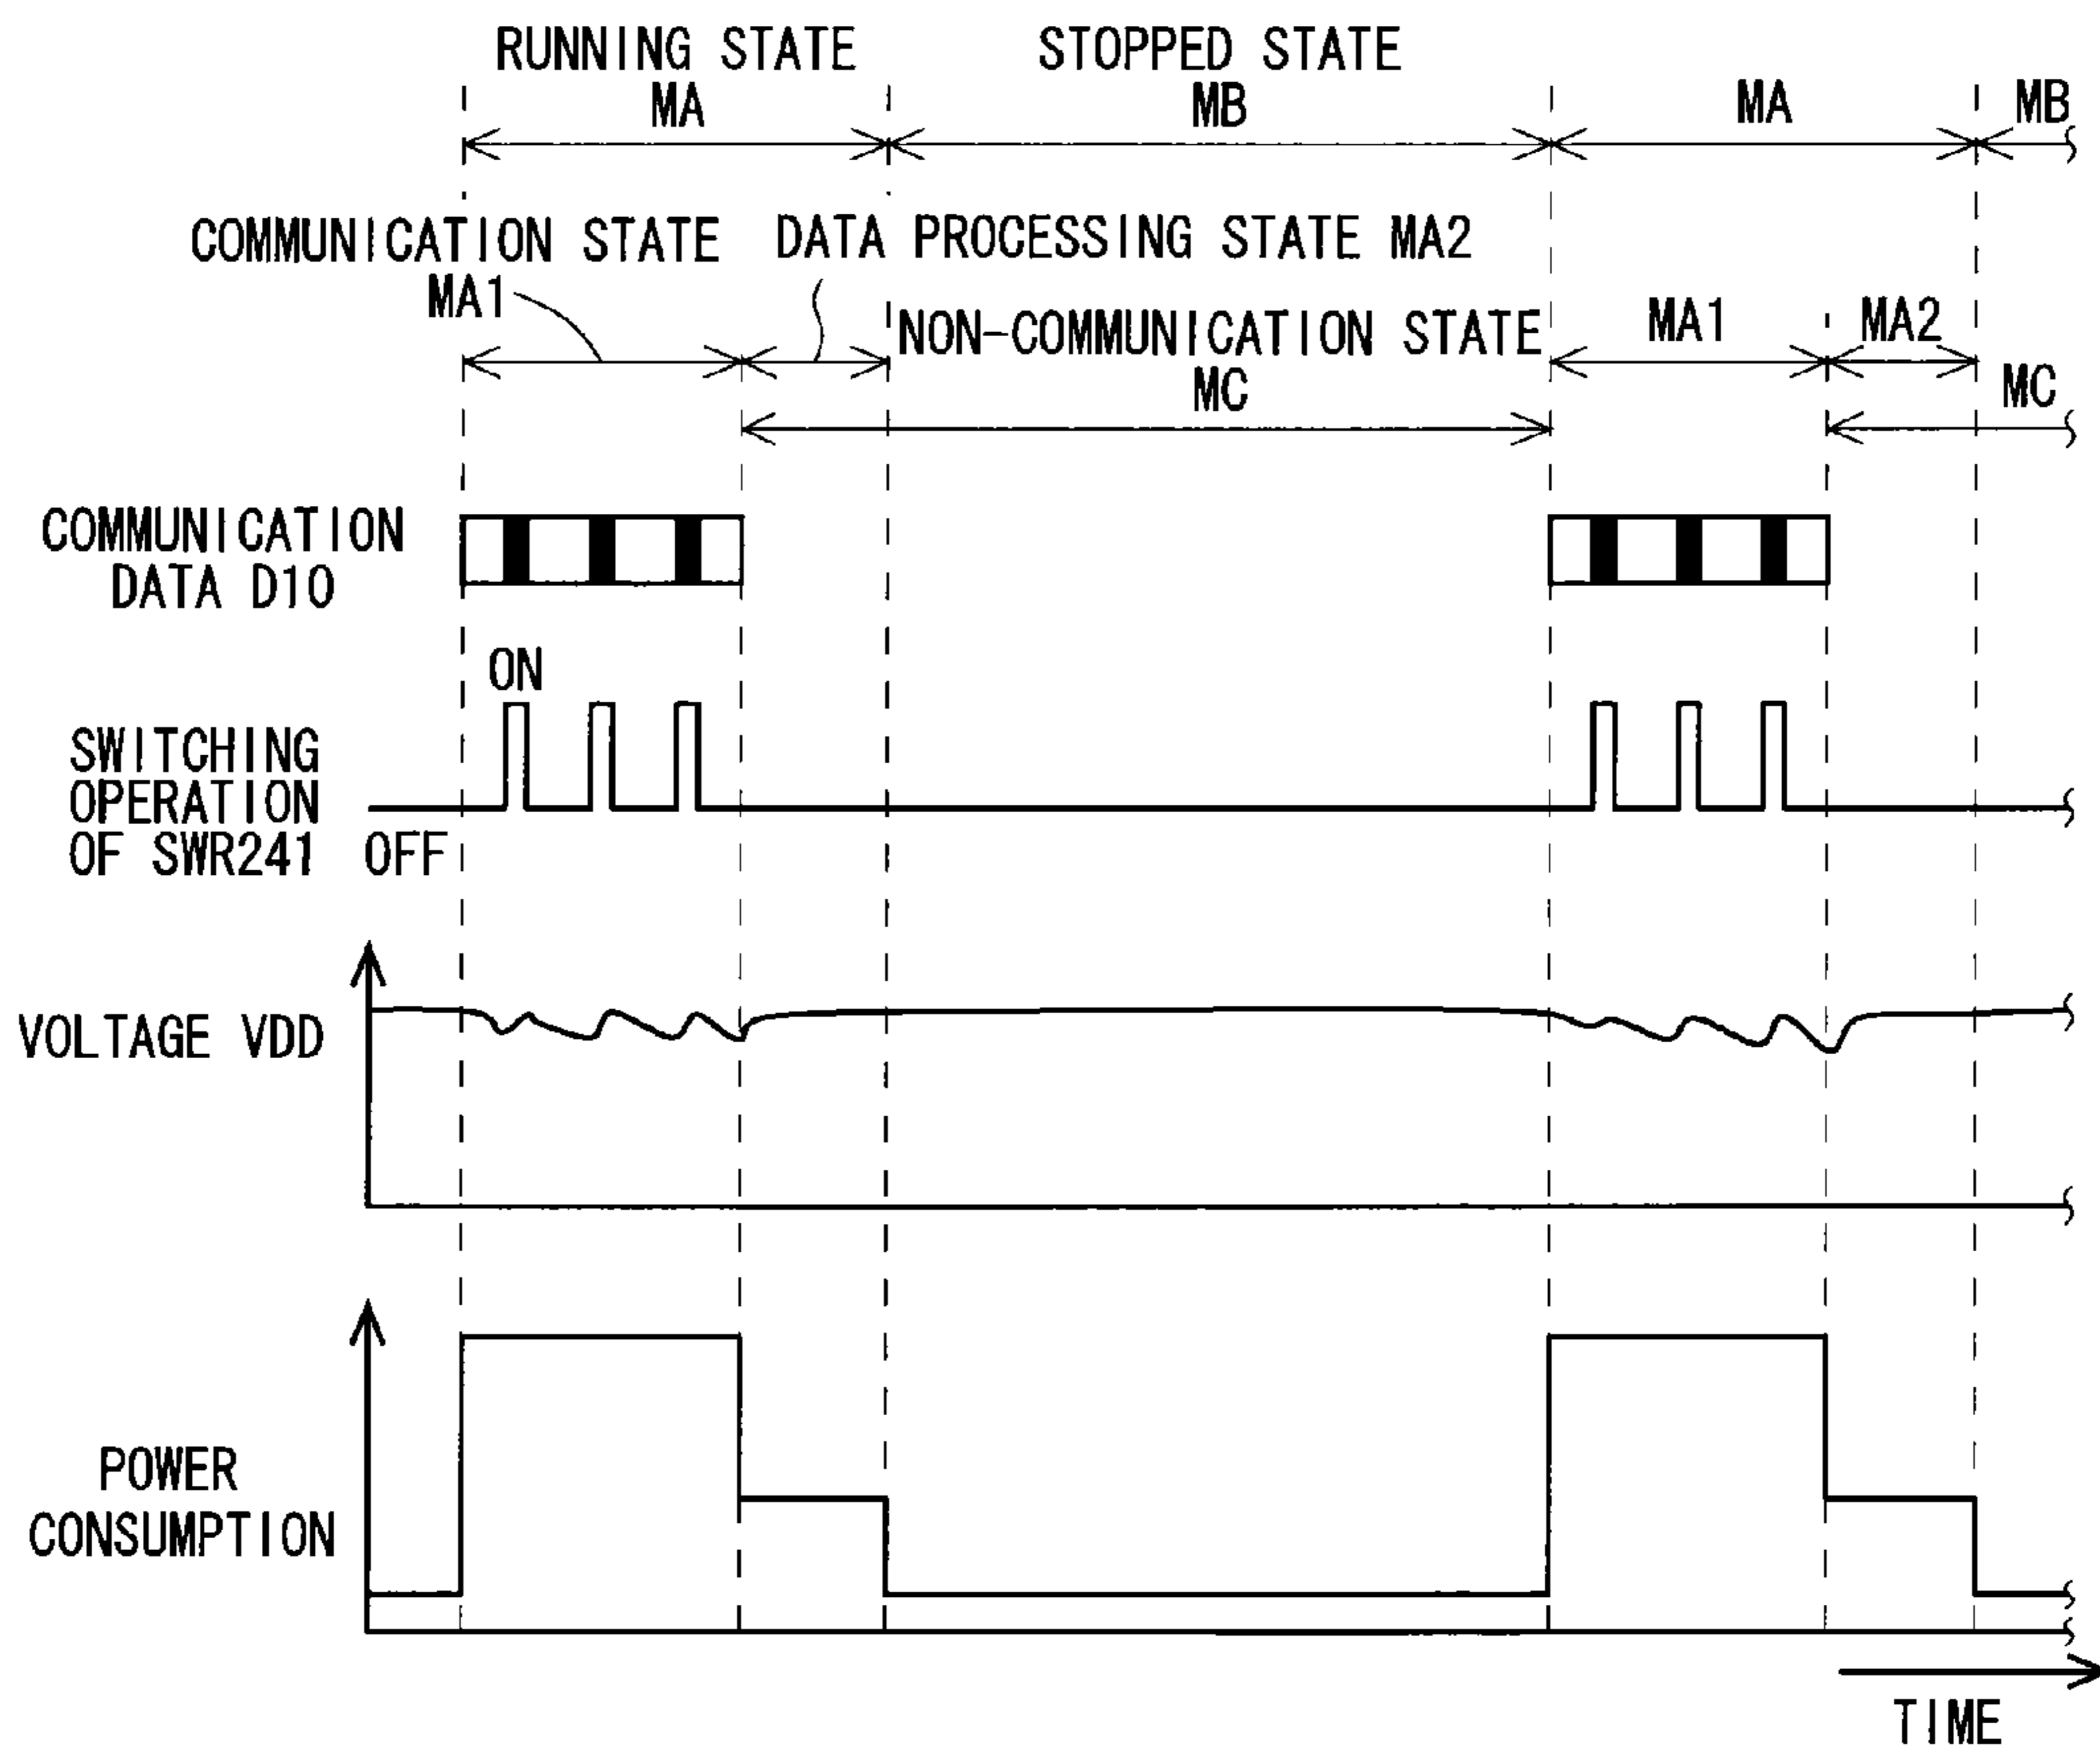 RUNNING STATE
MA
STOPPED STATE
MB
MA
MB
COMMUNICATION STATE
MA1
DATA PROCESSING STATE MA2
NON-COMMUNICATION STATE
MC
MA1
MA2
MC
COMMUNICATION
DATA D10
ON
SWITCHING
OPERATION
OF SWR241
OFF
VOLTAGE VDD
POWER
CONSUMPTION
TIME